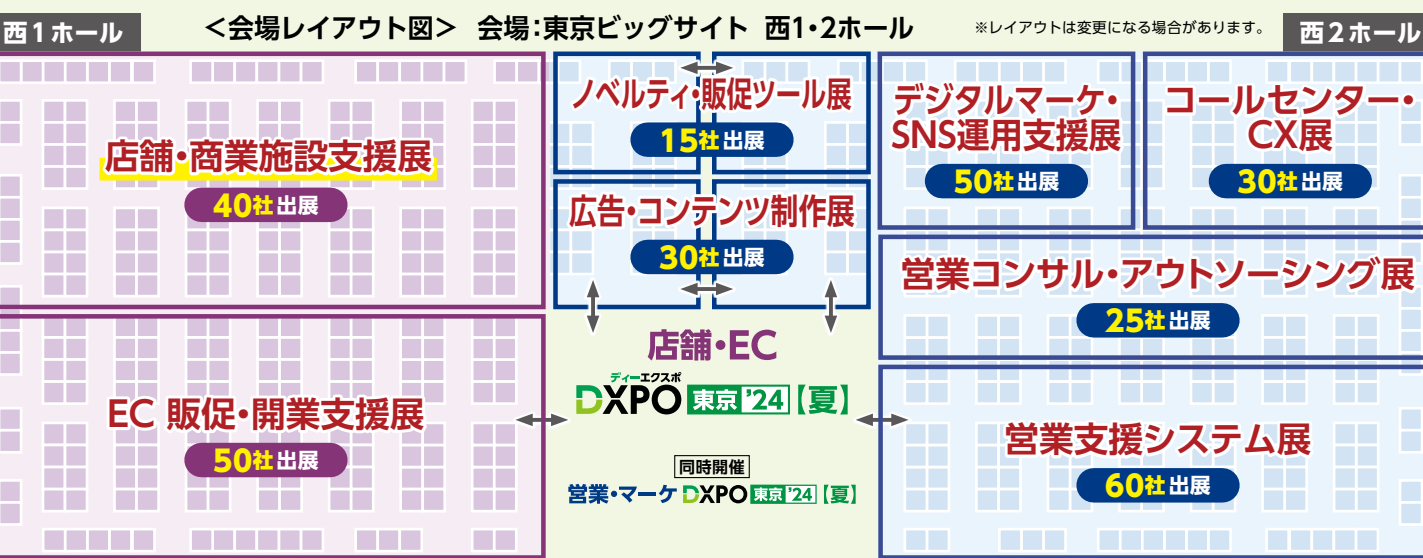 西1ホール
<会場レイアウト図> 会場:東京ビッグサイト 西1・2ホール
※レイアウトは変更になる場合があります。
西2ホール
店舗・商業施設支援展
40社出展
EC 販促・開業支援展
50社出展
ノベルティ・販促ツール展
15社出展
広告・コンテンツ制作展
30社出展
店舗・EC
ディーエクスポ
DXPO 東京 '24【夏】
同時開催
営業・マーケ DXPO 東京 '24【夏】
デジタルマーケ・
SNS運用支援展
50社出展
コールセンター・
CX展
30社出展
営業コンサル・アウトソーシング展
25社出展
営業支援システム展
60社出展